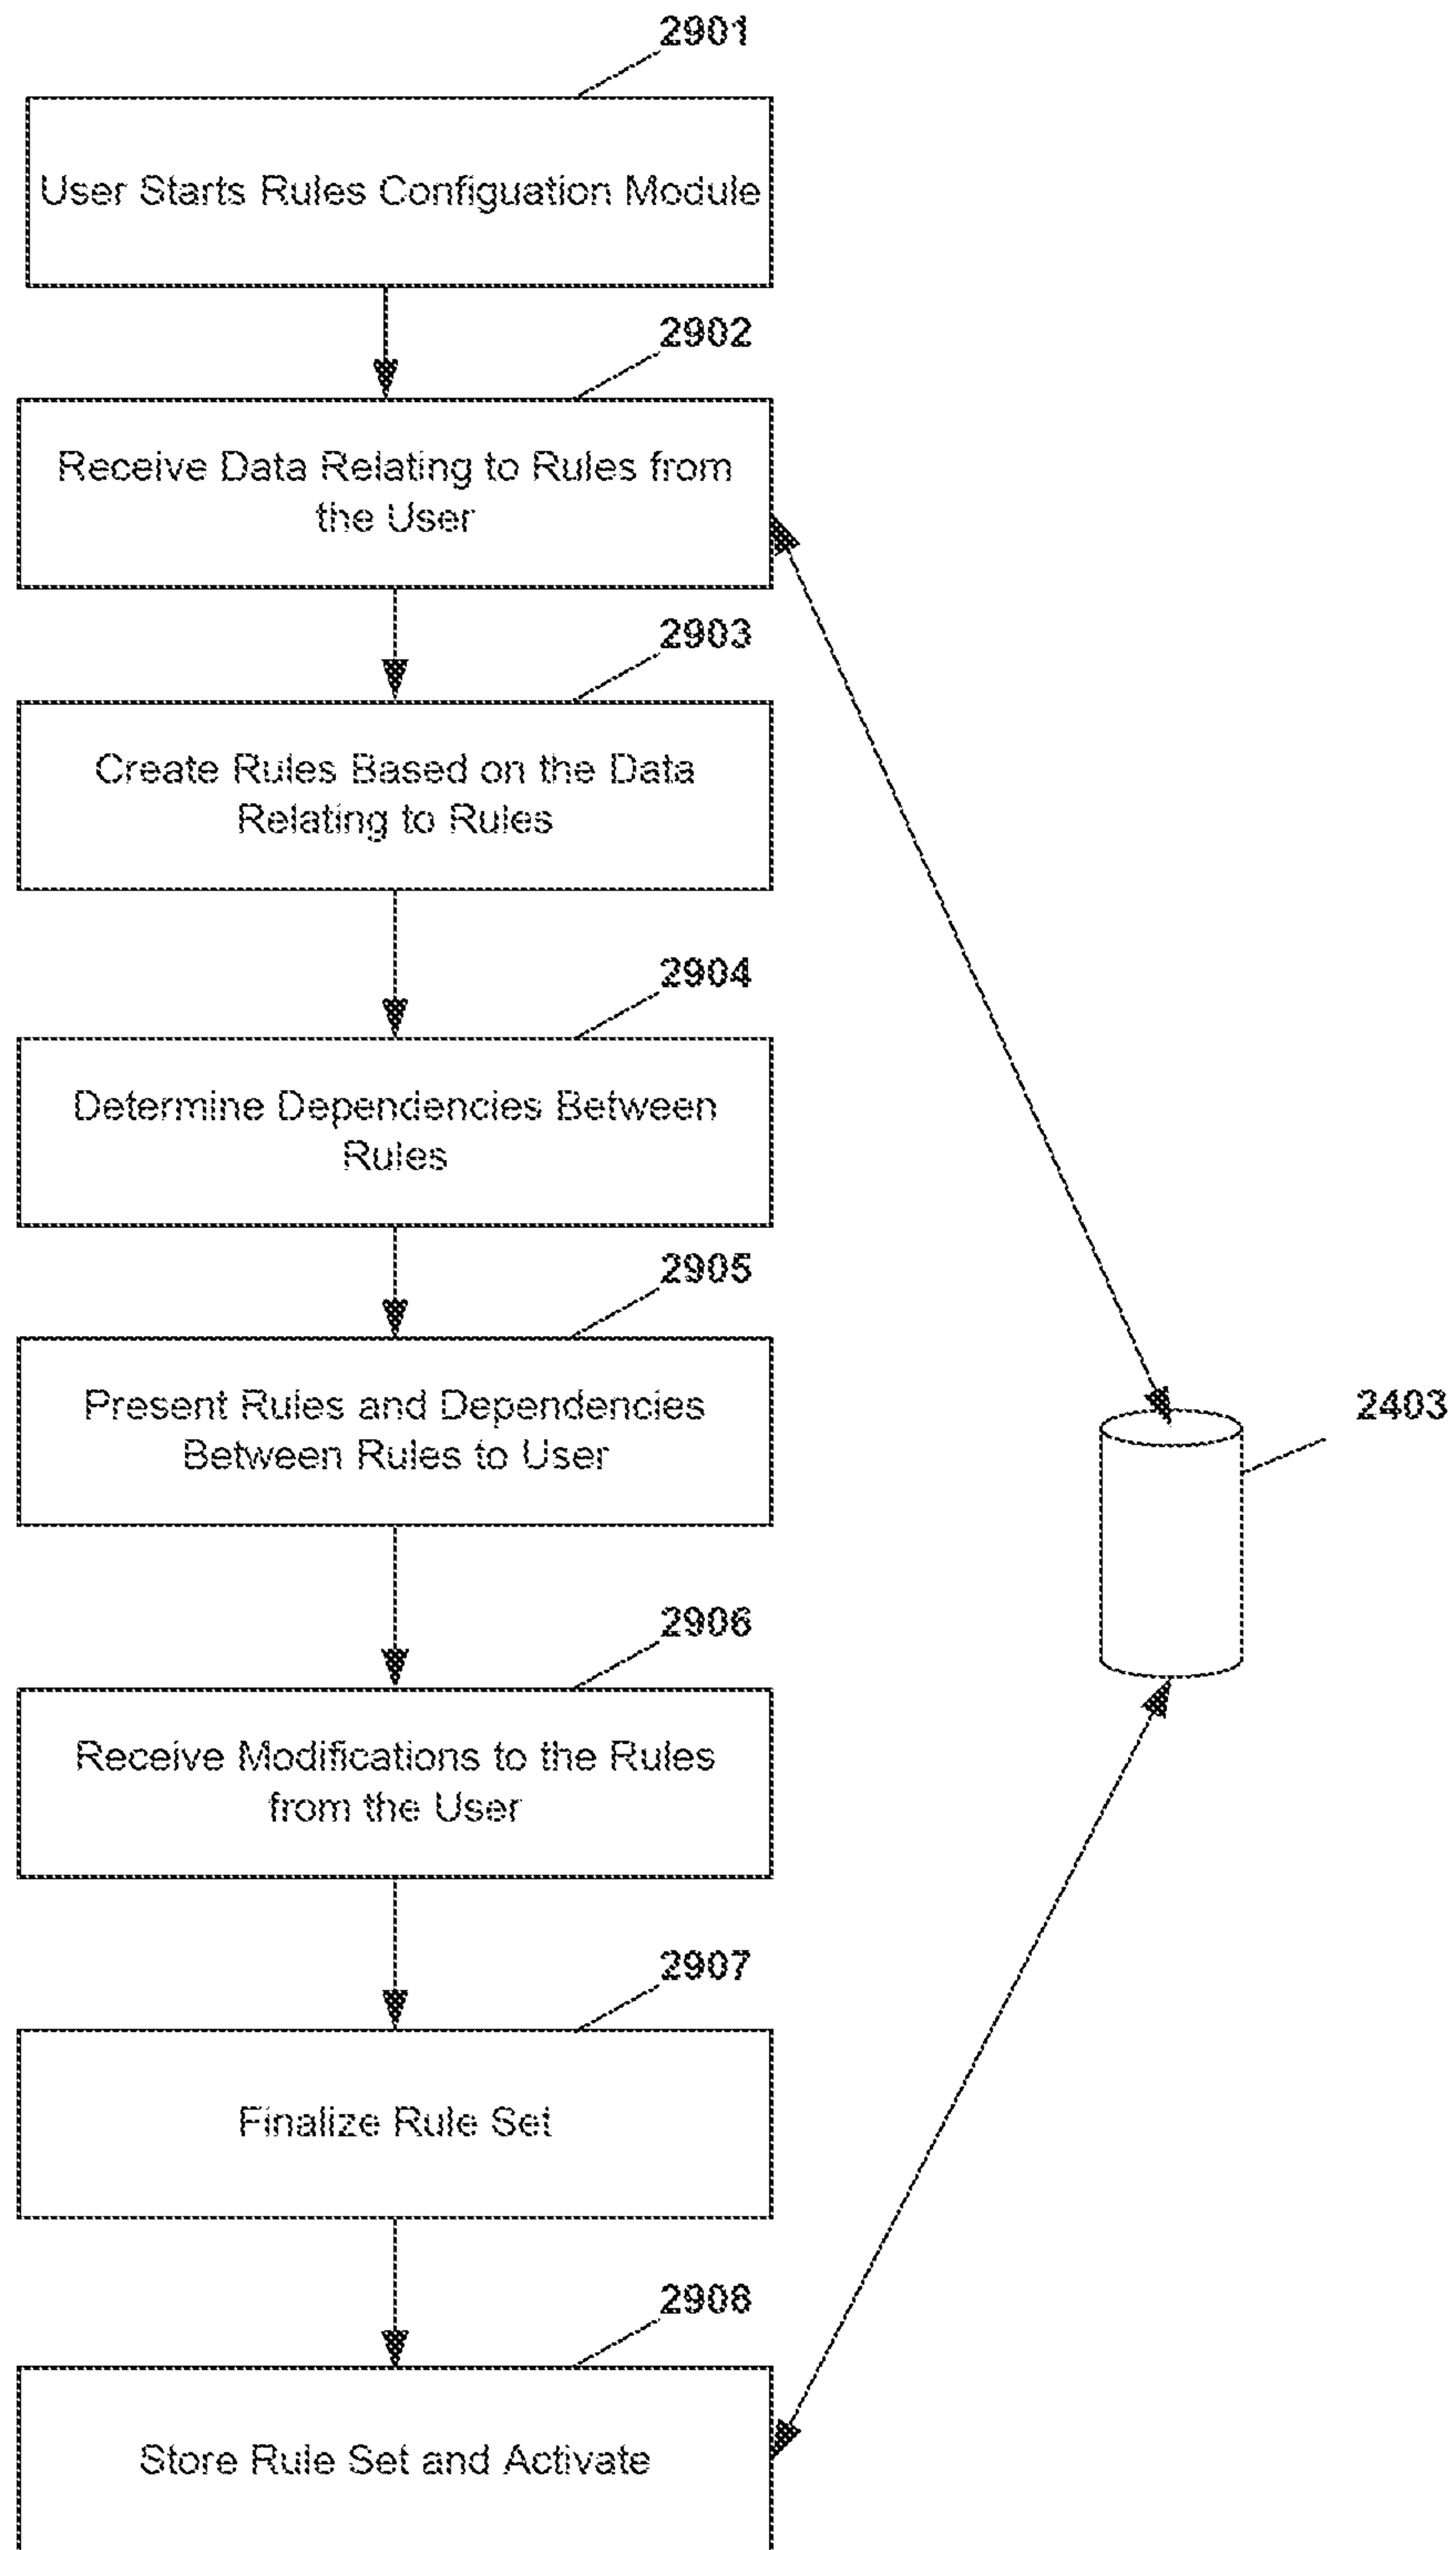 2901
User Starts Rules Configuation Module
2902
Receive Data Relating to Rules from
the User
2903
Create Rules Based on the Data
Relating to Rules
2904
Determine Dependencies Between
Rules
2905
Present Rules and Dependencies
Between Rules to User
2403
2906
Receive Modifications to the Rules
from the User
2907
Finalize Rule Set
2908
Store Rule Set and Activate